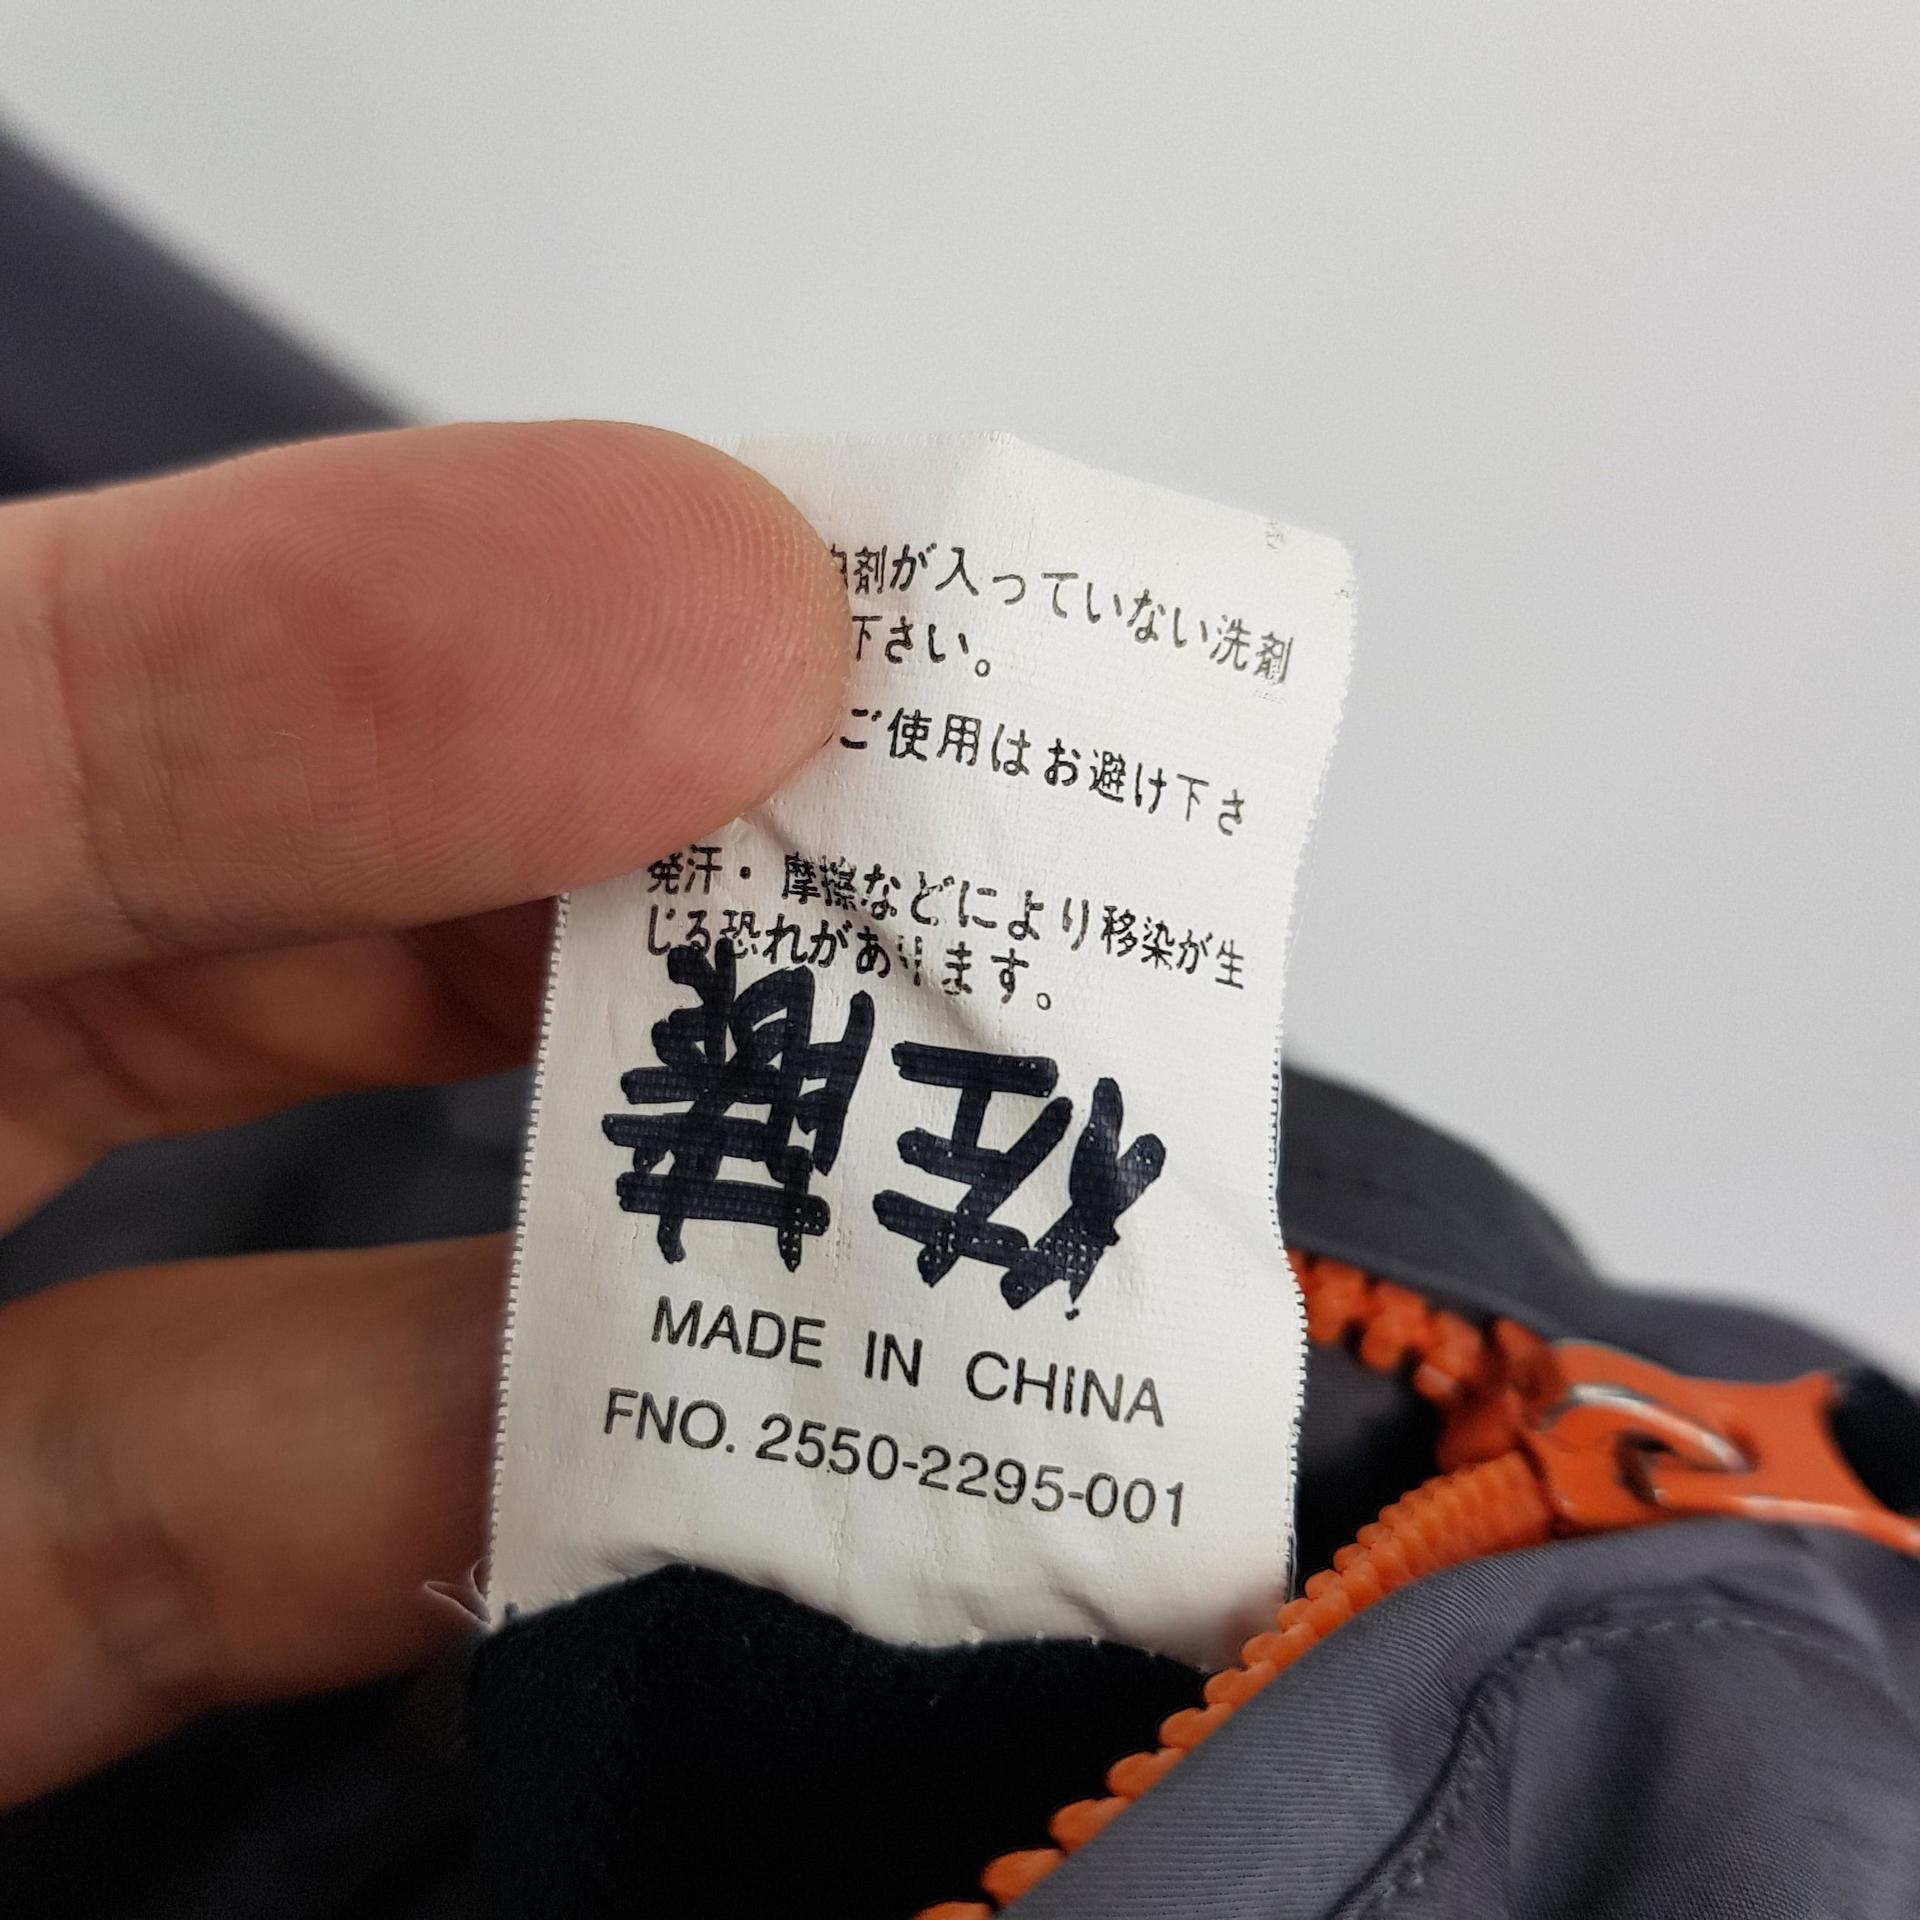 剤が入っていない洗剤
下さい。
ご使用はお避け下さ
発汗・摩擦などにより移染が生
じる恐れがあります。
佐藤
MADE IN CHINA
FNO. 2550-2295-001